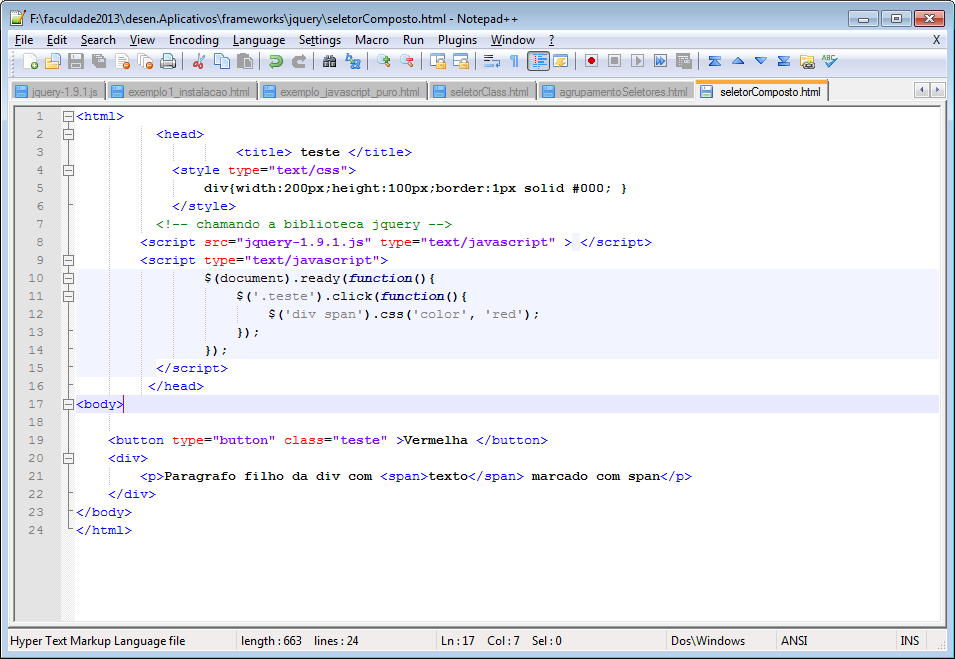 F:\faculdade2013\desen.Aplicativos\frameworks\jquery\seletorComposto.html - Notepad++
File Edit Search View Encoding Language Settings Macro Run Plugins Window ? X
jquery-1.9.1.js exemplo1_instalacao.html exemplo_javascript_puro.html seletorClass.html agrupamentoSeletores.html seletorComposto.html
1 <html>
2 <head>
3 <title> teste </title>
4 <style type="text/css">
5 div{width:200px;height:100px;border:1px solid #000; }
6 </style>
7 <!-- chamando a biblioteca jquery -->
8 <script src="jquery-1.9.1.js" type="text/javascript" > </script>
9 <script type="text/javascript">
10 $(document).ready(function(){
11 $('.teste').click(function(){
12 $('div span').css('color', 'red');
13 });
14 });
15 </script>
16 </head>
17 <body>
18
19 <button type="button" class="teste" >Vermelha </button>
20 <div>
21 <p>Paragrafo filho da div com <span>texto</span> marcado com span</p>
22 </div>
23 </body>
24 </html>
Hyper Text Markup Language file length : 663 lines : 24 Ln : 17 Col : 7 Sel : 0 Dos\Windows ANSI INS